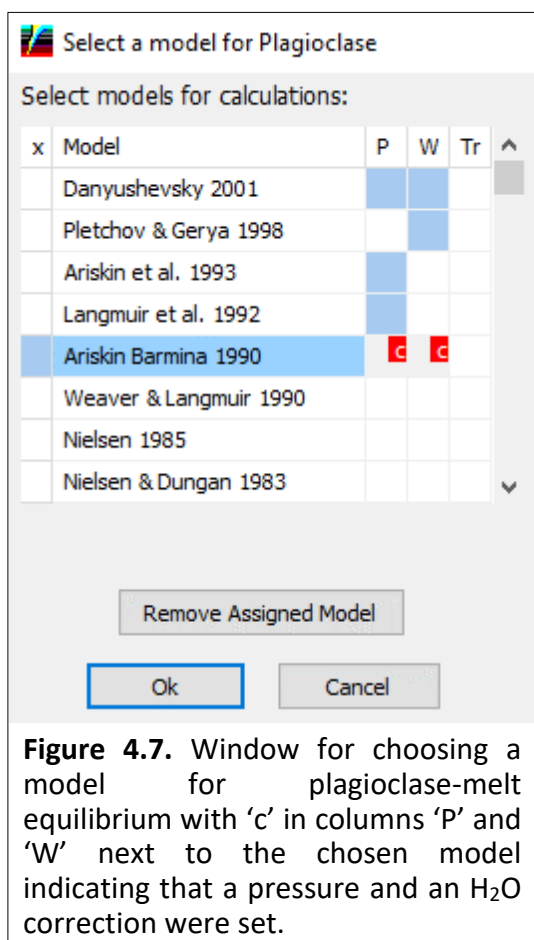 Select a model for Plagioclase
Select models for calculations:
x Model P W Tr
Danyushevsky 2001
Pletchov & Gerya 1998
Ariskin et al. 1993
Langmuir et al. 1992
Ariskin Barmina 1990 c c
Weaver & Langmuir 1990
Nielsen 1985
Nielsen & Dungan 1983
Remove Assigned Model
Ok Cancel
Figure 4.7. Window for choosing a
model for plagioclase-melt
equilibrium with ‘c’ in columns ‘P’ and
‘W’ next to the chosen model
indicating that a pressure and an H₂O
correction were set.